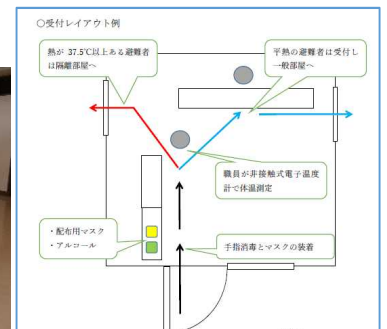 ○受付レイアウト例
熱が 37.5℃以上ある避難者
は隔離部屋へ
平熱の避難者は受付し
一般部屋へ
職員が非接触式電子温度
計で体温測定
・配布用マスク
・アルコール
手指消毒とマスクの装着